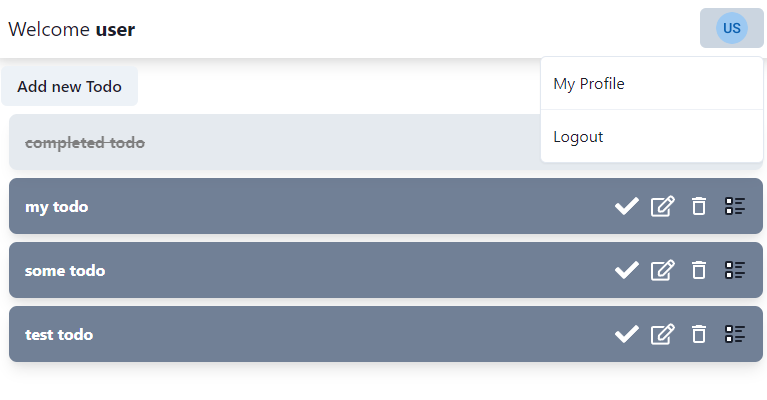 Welcome user
US
Add new Todo
My Profile
Logout
completed todo
my todo
some todo
test todo